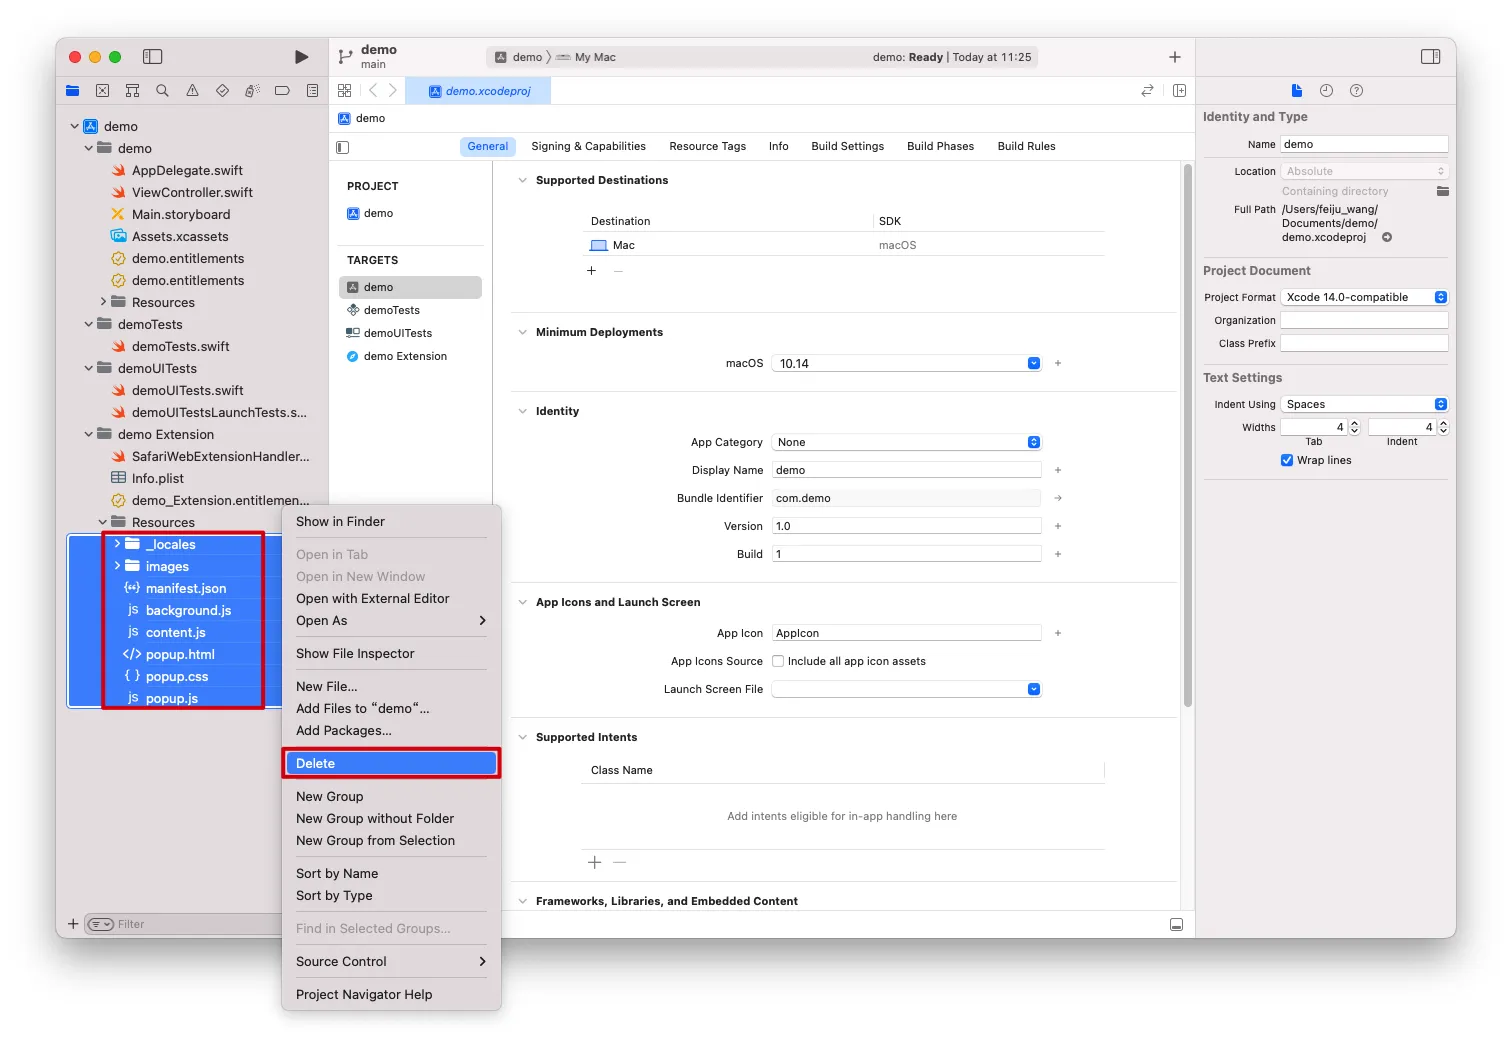 demo
main
demo
My Mac
demo: Ready | Today at 11:25
demo.xcodeproj
demo
demo
demo
AppDelegate.swift
ViewController.swift
Main.storyboard
Assets.xcassets
demo.entitlements
demo.entitlements
Resources
demoTests
demoTests.swift
demoUITests
demoUITests.swift
demoUITestsLaunchTests.s...
demo Extension
SafariWebExtensionHandler...
Info.plist
demo_Extension.entitlemen...
Resources
_locales
images
manifest.json
background.js
content.js
popup.html
popup.css
popup.js
Filter
Show in Finder
Open in Tab
Open in New Window
Open with External Editor
Open As
Show File Inspector
New File...
Add Files to “demo“...
Add Packages...
Delete
New Group
New Group without Folder
New Group from Selection
Sort by Name
Sort by Type
Find in Selected Groups...
Source Control
Project Navigator Help
General
Signing & Capabilities
Resource Tags
Info
Build Settings
Build Phases
Build Rules
PROJECT
demo
TARGETS
demo
demoTests
demoUITests
demo Extension
Supported Destinations
Destination
SDK
Mac
macOS
Minimum Deployments
macOS
10.14
Identity
App Category
None
Display Name
demo
Bundle Identifier
com.demo
Version
1.0
Build
1
App Icons and Launch Screen
App Icon
AppIcon
App Icons Source
Include all app icon assets
Launch Screen File
Supported Intents
Class Name
Add intents eligible for in-app handling here
Frameworks, Libraries, and Embedded Content
Identity and Type
Name
demo
Location
Absolute
Containing directory
Full Path
/Users/feiju_wang/
Documents/demo/
demo.xcodeproj
Project Document
Project Format
Xcode 14.0-compatible
Organization
Class Prefix
Text Settings
Indent Using
Spaces
Widths
4
4
Tab
Indent
Wrap lines